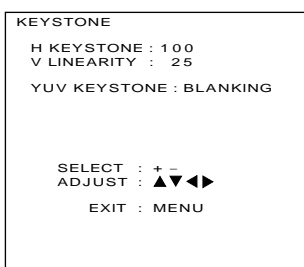 KEYSTONE
H KEYSTONE : 100
V LINEARITY : 25
YUV KEYSTONE : BLANKING
SELECT : + −
ADJUST : ▲▼◀▶
EXIT : MENU